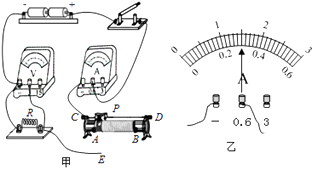 - +
V A
R
C P D
A B
甲 E
0 1 2 3
0 0.2 0.4 0.6
A
- 0.6 3
乙